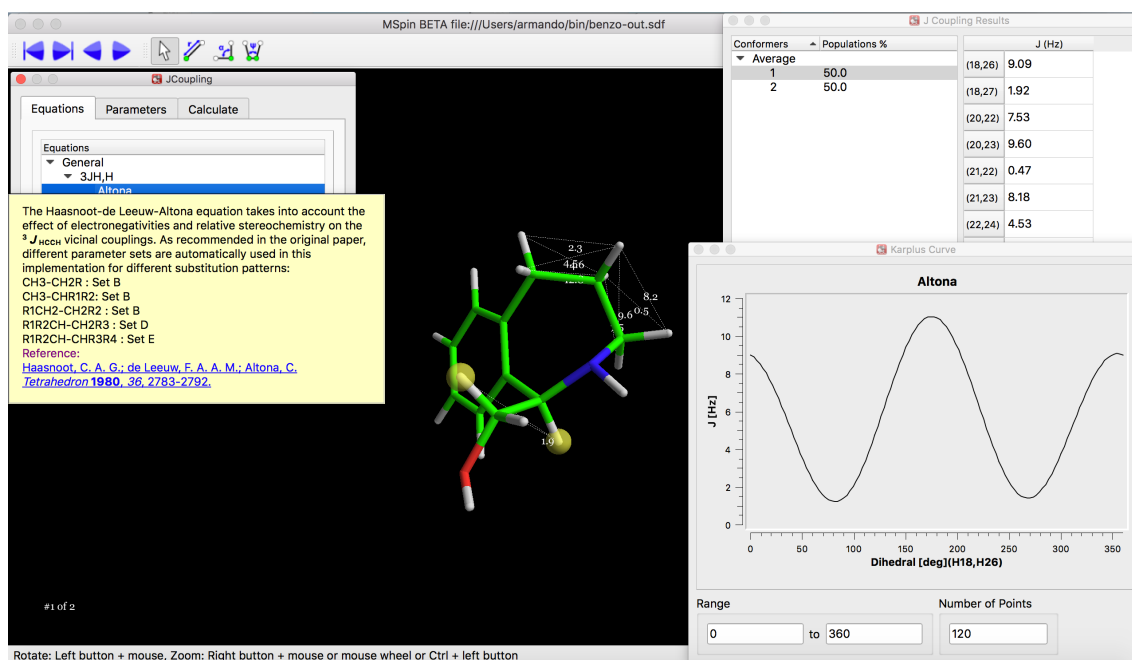 MSpin BETA file:///Users/armando/bin/benzo-out.sdf
JCoupling
Equations Parameters Calculate
Equations
General
3JH,H
Altona
The Haasnoot-de Leeuw-Altona equation takes into account the
effect of electronegativities and relative stereochemistry on the
³ J HCCH vicinal couplings. As recommended in the original paper,
different parameter sets are automatically used in this
implementation for different substitution patterns:
CH3-CH2R : Set B
CH3-CHR1R2: Set B
R1CH2-CH2R2 : Set B
R1R2CH-CH2R3 : Set D
R1R2CH-CHR3R4 : Set E
Reference:
Haasnoot, C. A. G.; de Leeuw, F. A. A. M.; Altona, C.
Tetrahedron 1980, 36, 2783-2792.
2.3
8.2
9.6 0.5
1.9
#1 of 2
Rotate: Left button + mouse, Zoom: Right button + mouse or mouse wheel or Ctrl + left button
J Coupling Results
Conformers Populations %
Average
1 50.0
2 50.0
J (Hz)
(18,26) 9.09
(18,27) 1.92
(20,22) 7.53
(20,23) 9.60
(21,22) 0.47
(21,23) 8.18
(22,24) 4.53
Karplus Curve
Altona
J [Hz]
12
10
8
6
4
2
0
0 50 100 150 200 250 300 350
Dihedral [deg](H18,H26)
Range
0 to 360
Number of Points
120